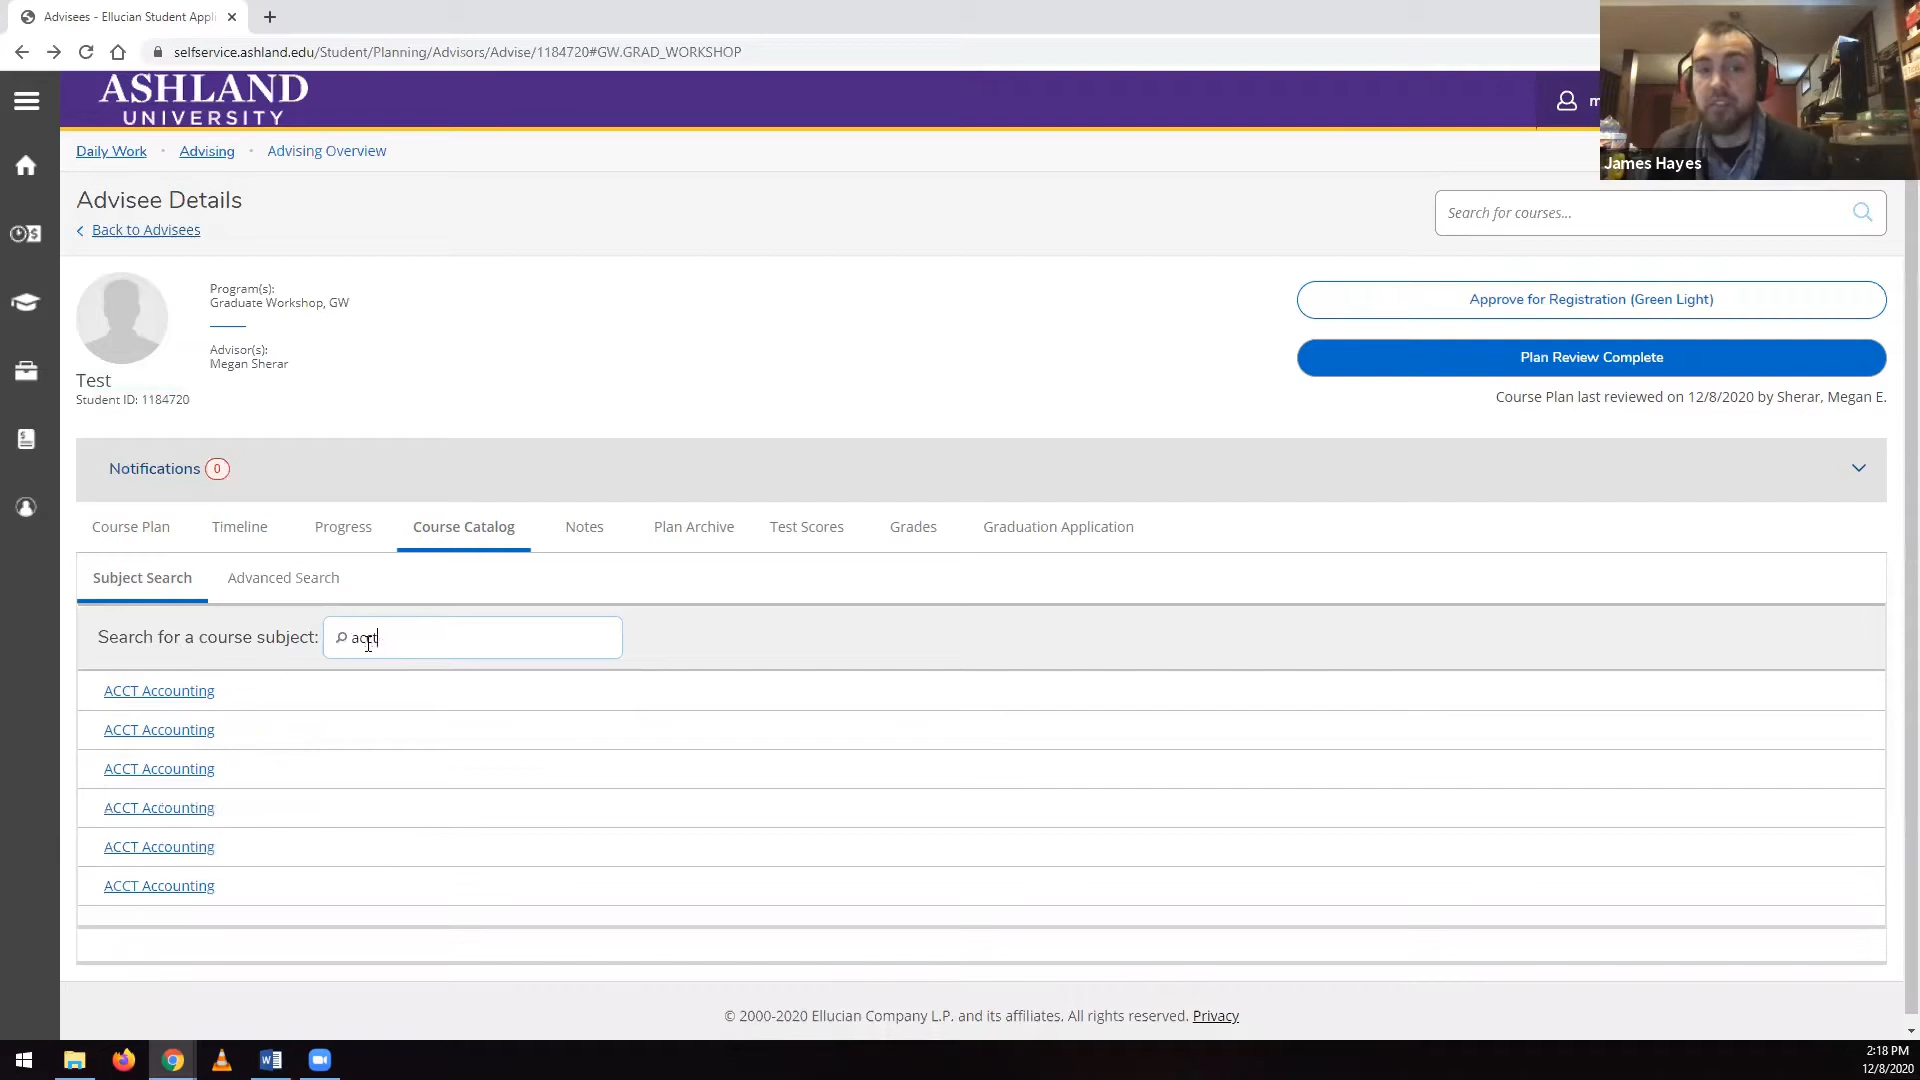 Advisees - Ellucian Student Appli
selfservice.ashland.edu/Student/Planning/Advisors/Advise/1184720#GW.GRAD_WORKSHOP
ASHLAND
UNIVERSITY
m
James Hayes
Daily Work
Advising
Advising Overview
Advisee Details
Back to Advisees
Search for courses...
Program(s):
Graduate Workshop, GW
Advisor(s):
Megan Sherar
Test
Student ID: 1184720
Approve for Registration (Green Light)
Plan Review Complete
Course Plan last reviewed on 12/8/2020 by Sherar, Megan E.
Notifications 0
Course Plan
Timeline
Progress
Course Catalog
Notes
Plan Archive
Test Scores
Grades
Graduation Application
Subject Search
Advanced Search
Search for a course subject: acct
ACCT Accounting
ACCT Accounting
ACCT Accounting
ACCT Accounting
ACCT Accounting
ACCT Accounting
© 2000-2020 Ellucian Company L.P. and its affiliates. All rights reserved. Privacy
2:18 PM
12/8/2020